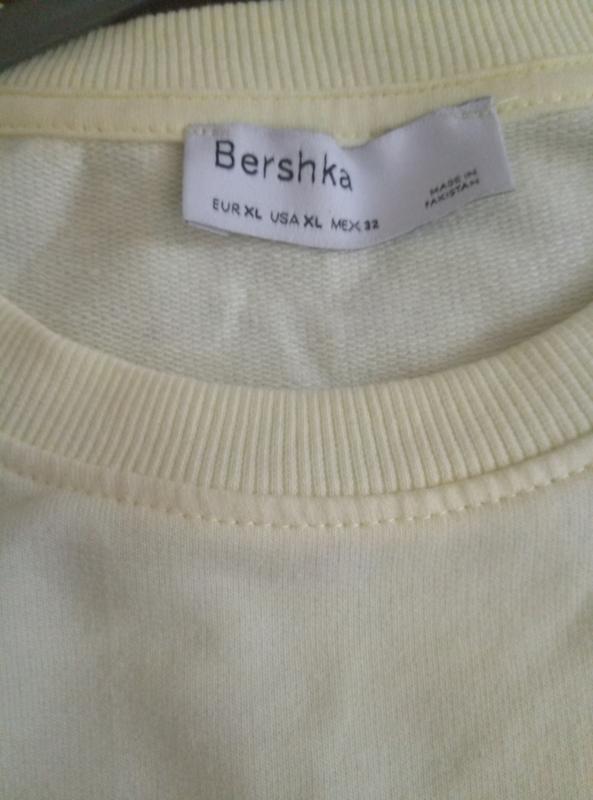 Bershka
EUR XL USA XL MEX 32
MADE IN
PAKISTAN